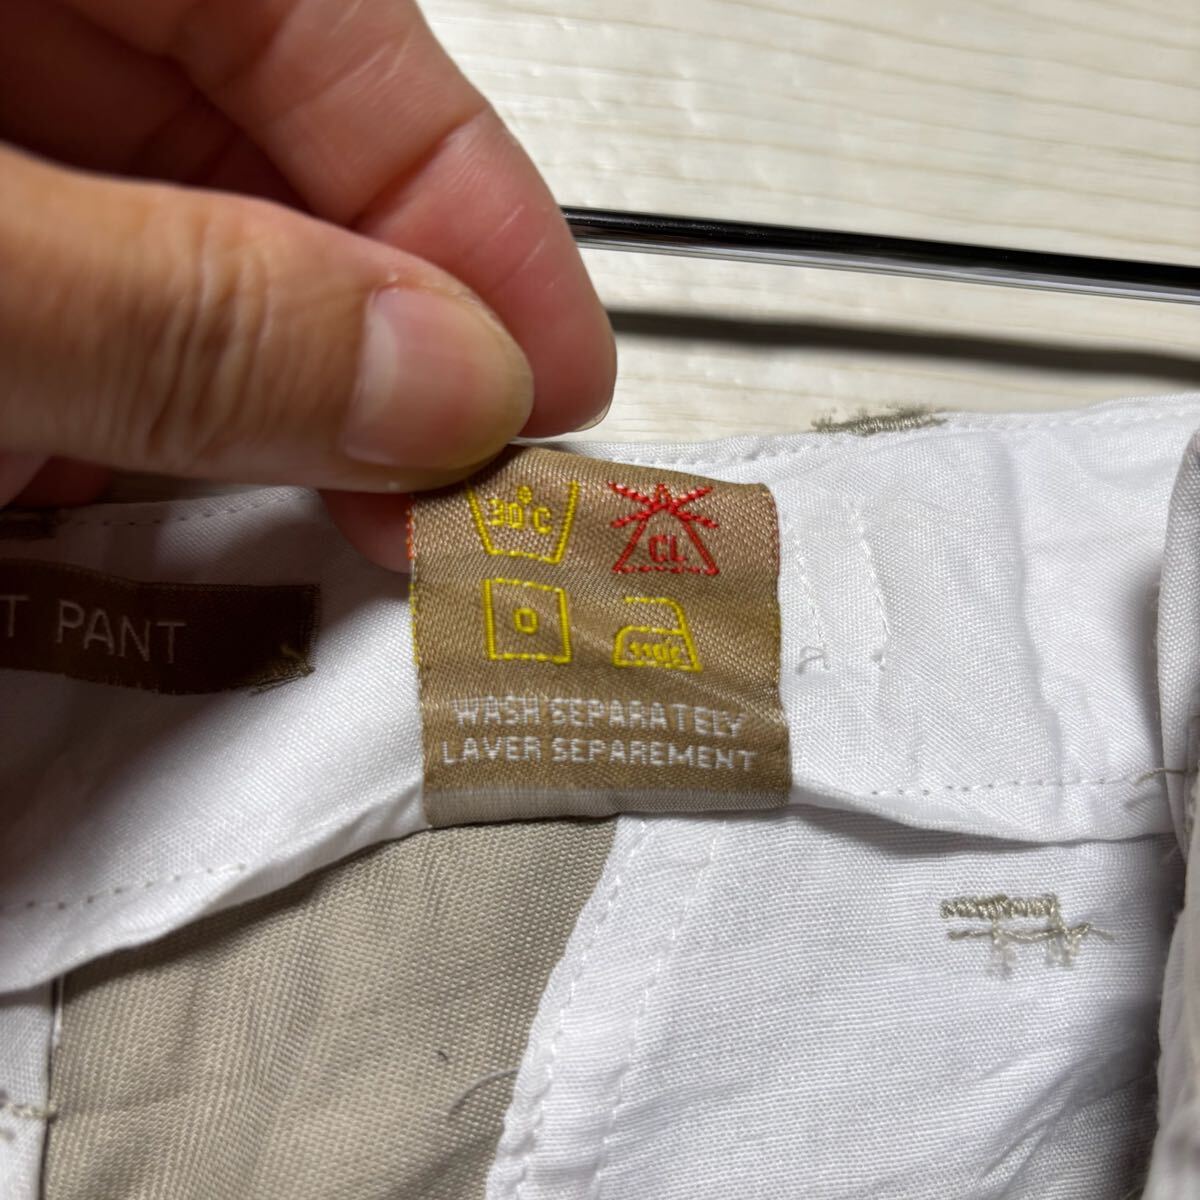 30°C
CL
T PANT
O
110°C
WASH SEPARATELY
LAVER SEPAREMENT